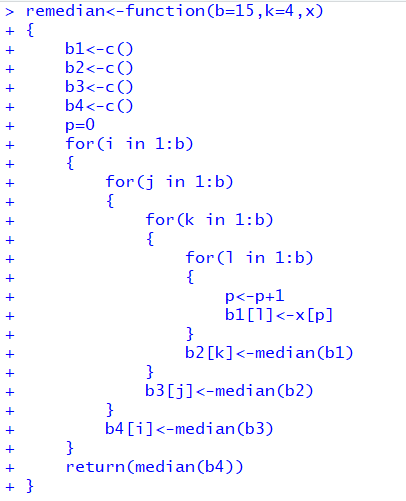 > remedian<-function(b=15,k=4,x)
+ {
+     b1<-c()
+     b2<-c()
+     b3<-c()
+     b4<-c()
+     p=0
+     for(i in 1:b)
+     {
+         for(j in 1:b)
+         {
+             for(k in 1:b)
+             {
+                 for(l in 1:b)
+                 {
+                     p<-p+1
+                     b1[l]<-x[p]
+                 }
+                 b2[k]<-median(b1)
+             }
+             b3[j]<-median(b2)
+         }
+         b4[i]<-median(b3)
+     }
+     return(median(b4))
+ }